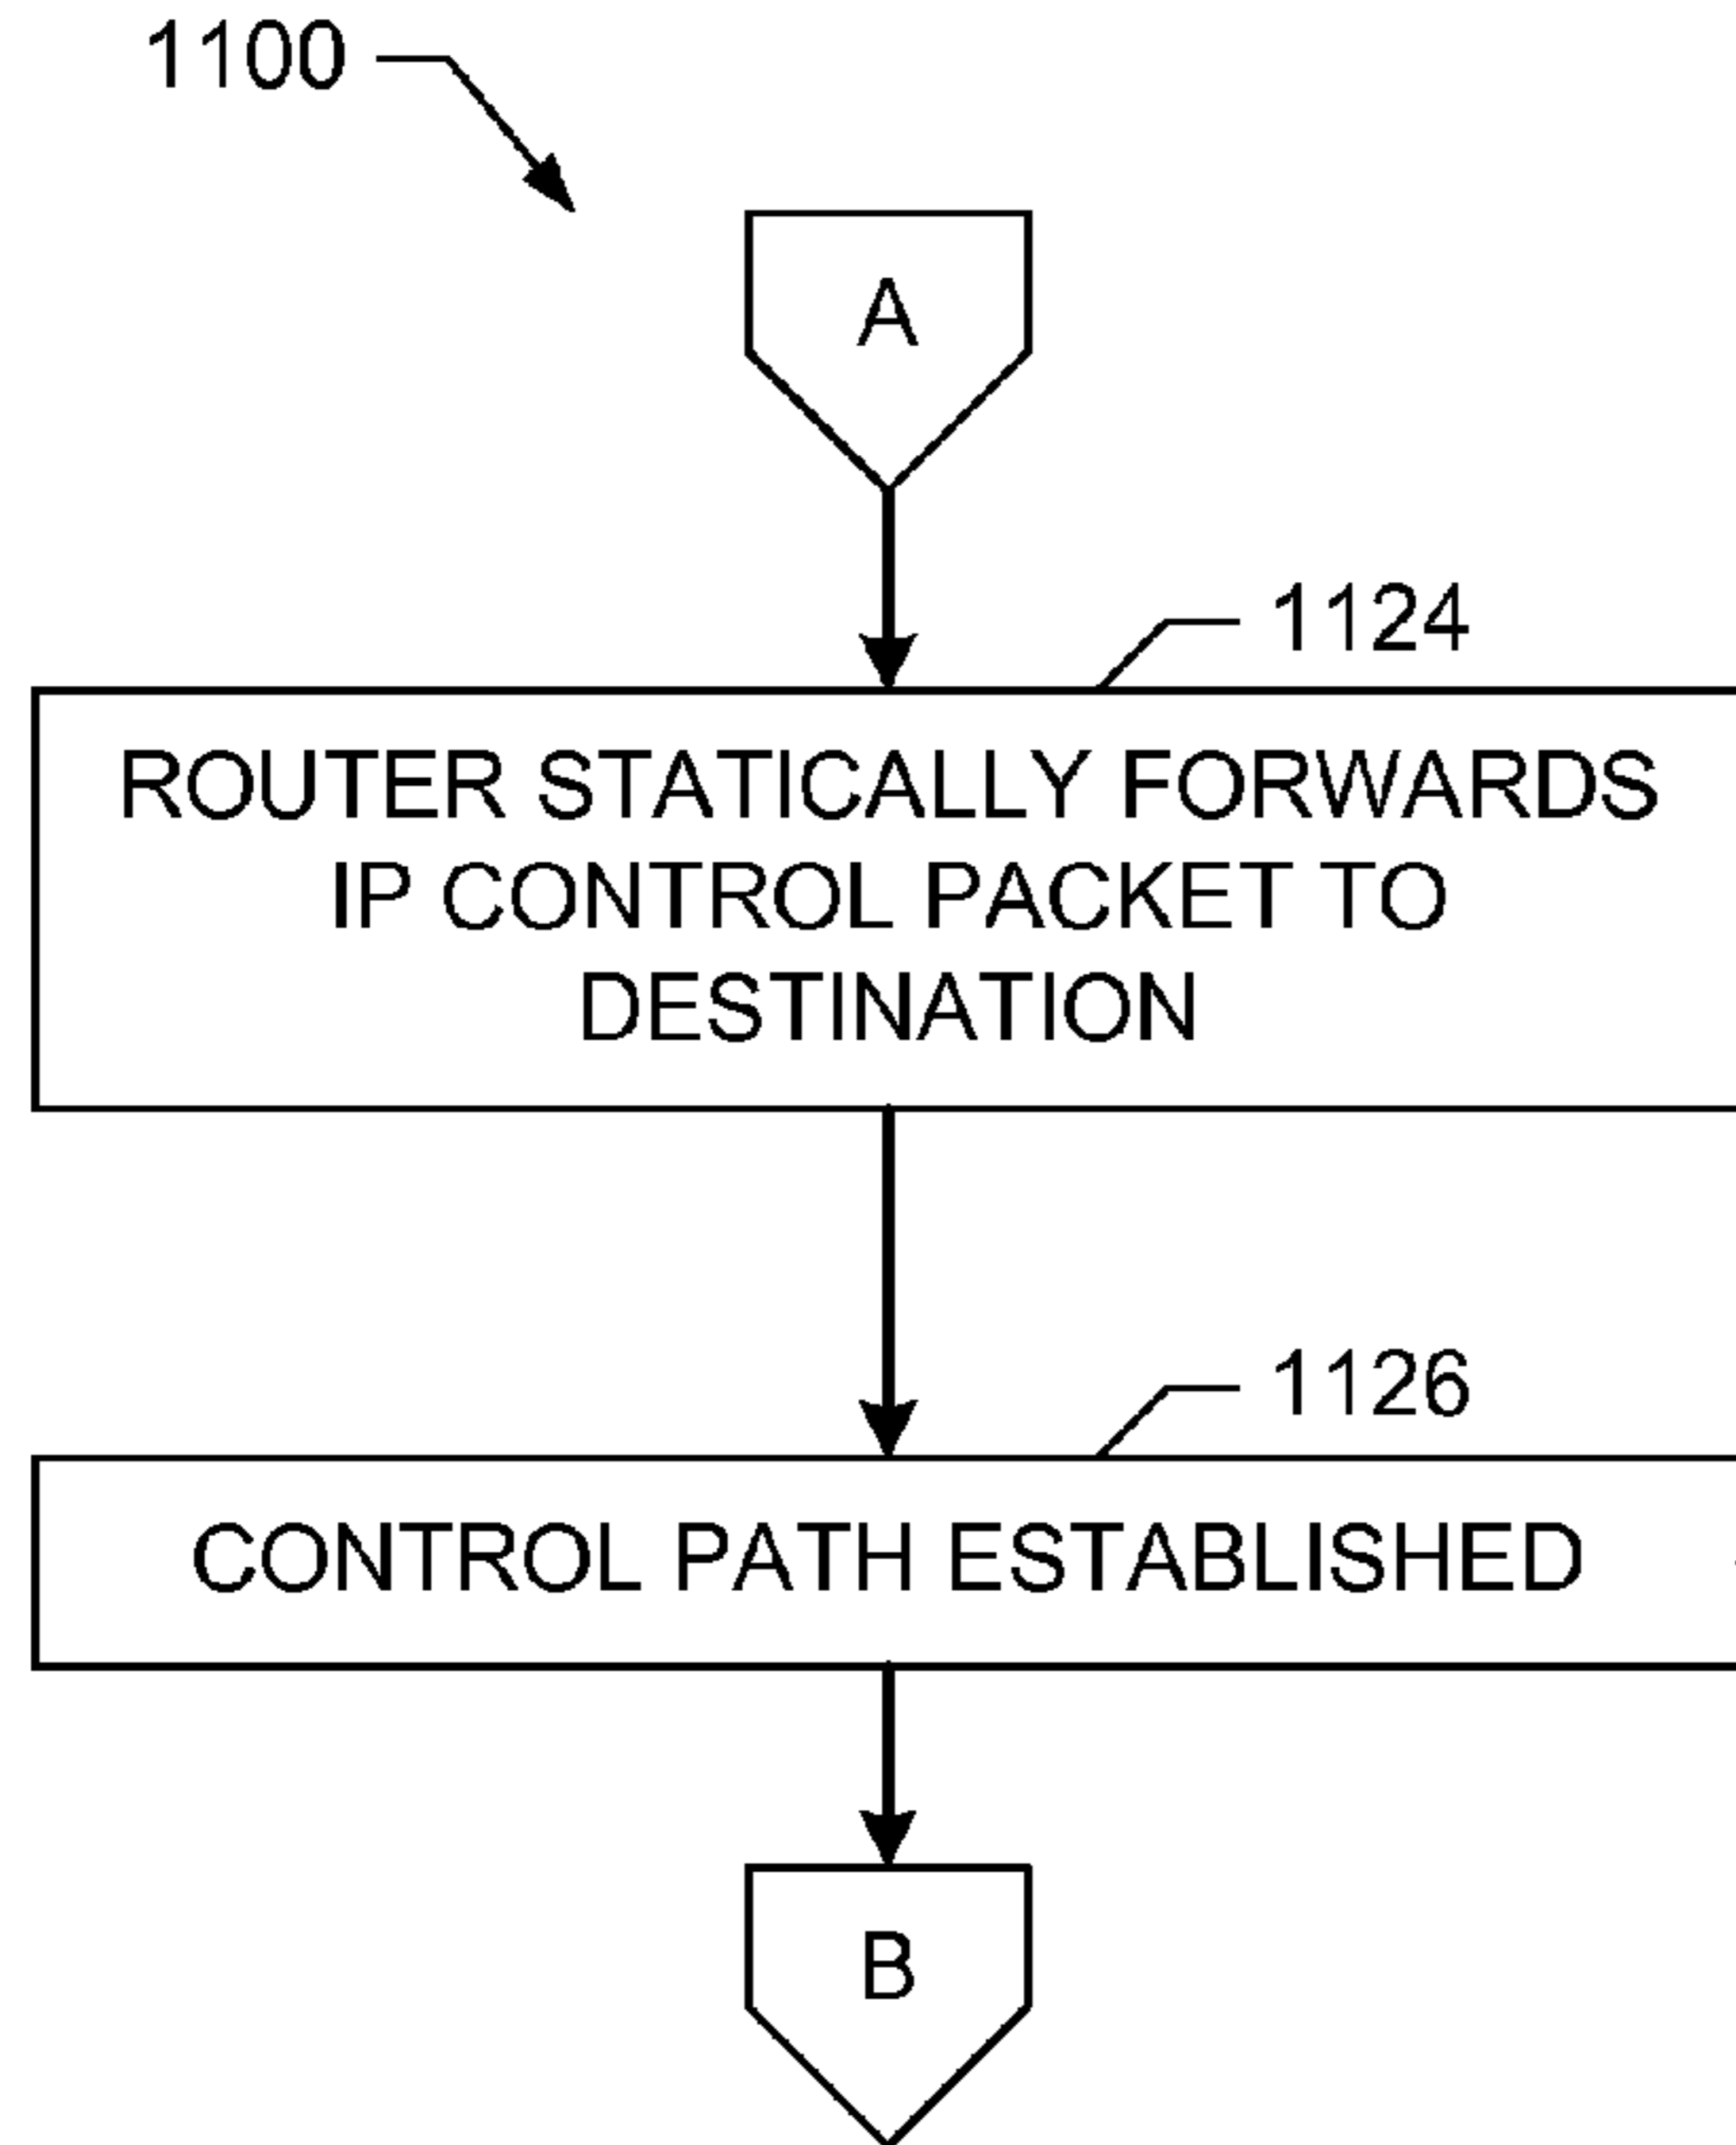 1100
A
1124
ROUTER STATICALLY FORWARDS
IP CONTROL PACKET TO
DESTINATION
1126
CONTROL PATH ESTABLISHED
B